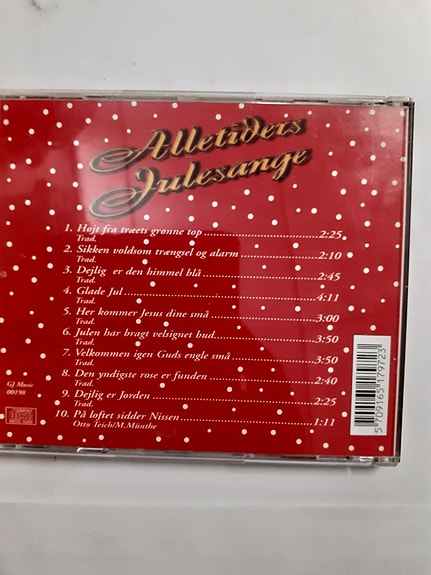 Alletiders
Julesange
1. Højt fra træets grønne top 2:25
Trad.
2. Sikken voldsom trængsel og alarm 2:10
Trad.
3. Dejlig er den himmel blå 2:45
Trad.
4. Glade Jul 4:11
Trad.
5. Her kommer Jesus dine små 3:00
Trad.
6. Julen har bragt velsignet bud 3:50
Trad.
7. Velkommen igen Guds engle små 3:50
Trad.
8. Den yndigste rose er funden 2:40
Trad.
9. Dejlig er Jorden 2:25
Trad.
10. På loftet sidder Nissen 1:11
Otto Teich/M.Münthe
GJ Music
00198
5709165179723